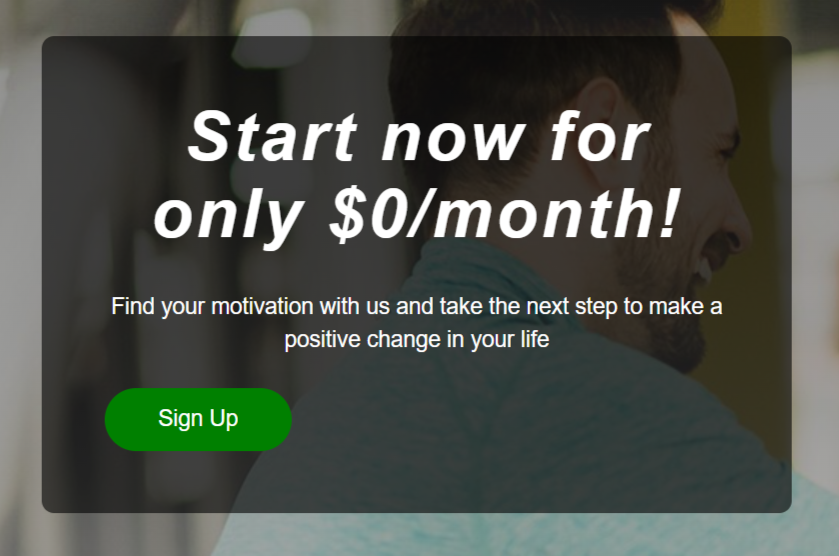 Start now for
only $0/month!
Find your motivation with us and take the next step to make a
positive change in your life
Sign Up